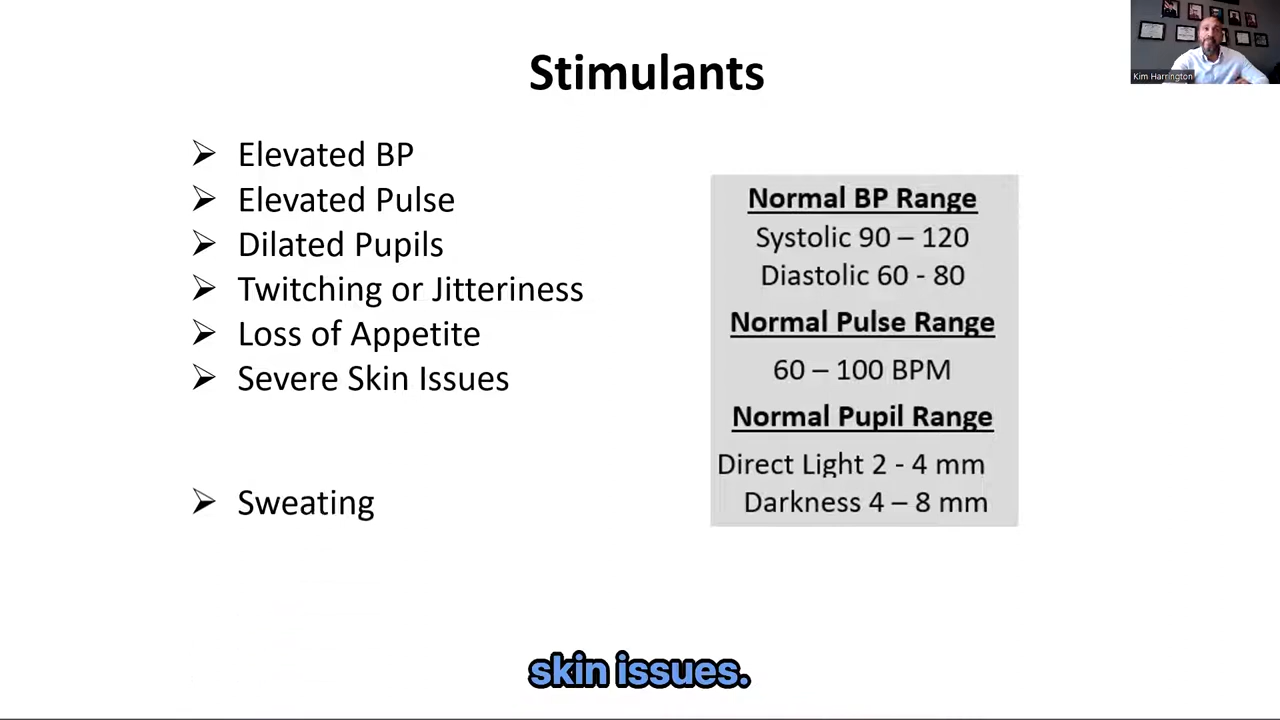 Stimulants
Kim Harrington
➢ Elevated BP
➢ Elevated Pulse
➢ Dilated Pupils
➢ Twitching or Jitteriness
➢ Loss of Appetite
➢ Severe Skin Issues
➢ Sweating
Normal BP Range
Systolic 90 – 120
Diastolic 60 - 80
Normal Pulse Range
60 – 100 BPM
Normal Pupil Range
Direct Light 2 - 4 mm
Darkness 4 – 8 mm
skin issues.